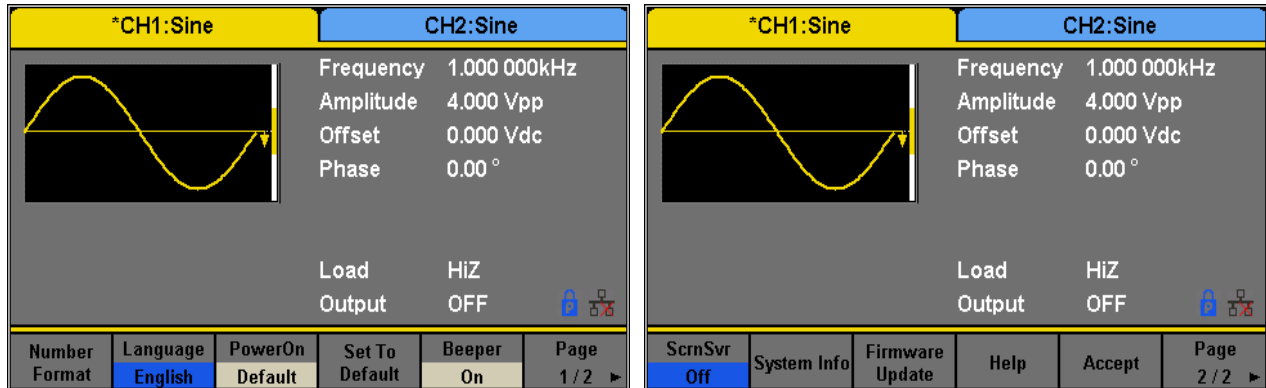 *CH1:Sine
CH2:Sine
Frequency 1.000 000kHz
Amplitude 4.000 Vpp
Offset 0.000 Vdc
Phase 0.00 °
Load HiZ
Output OFF
P
Number Format
Language English
PowerOn Default
Set To Default
Beeper On
Page 1 / 2 ►
*CH1:Sine
CH2:Sine
Frequency 1.000 000kHz
Amplitude 4.000 Vpp
Offset 0.000 Vdc
Phase 0.00 °
Load HiZ
Output OFF
P
ScrnSvr Off
System Info
Firmware Update
Help
Accept
Page 2 / 2 ►